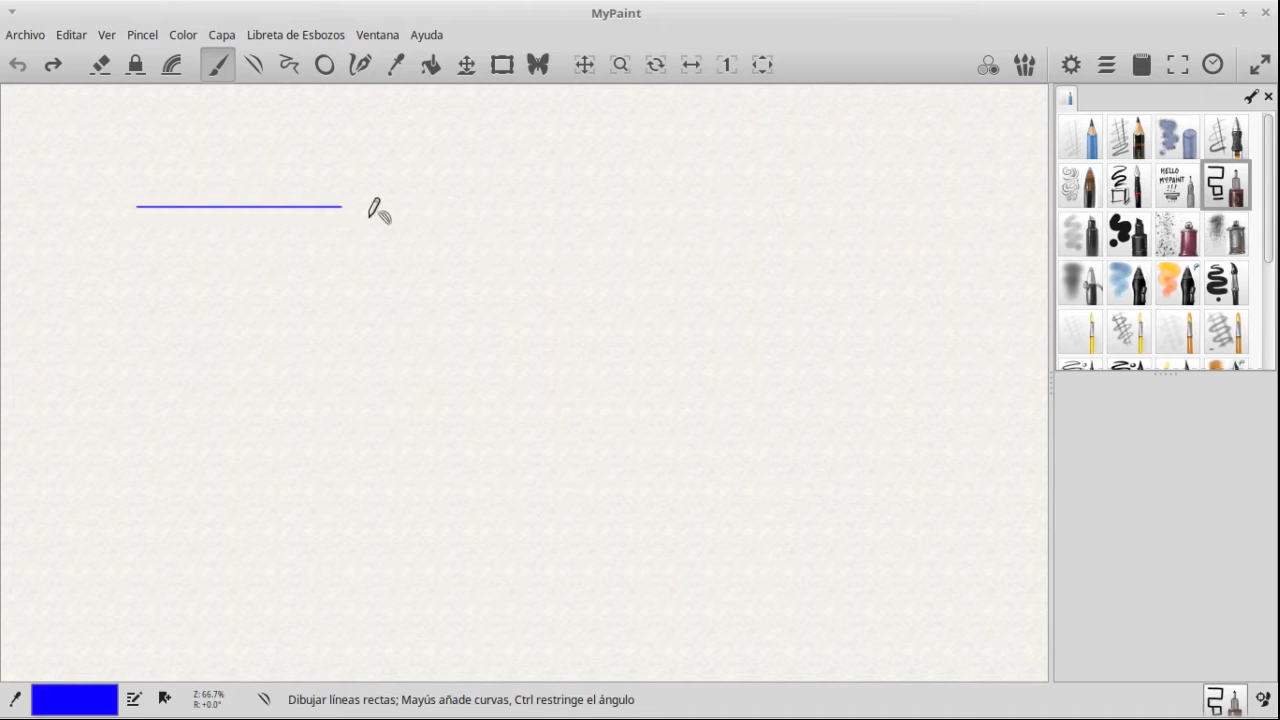 MyPaint
Archivo Editar Ver Pincel Color Capa Libreta de Esbozos Ventana Ayuda
1
HELLO
MYPAINT
!!!
Z: 66.7%
R: +0.0°
Dibujar líneas rectas; Mayús añade curvas, Ctrl restringe el ángulo